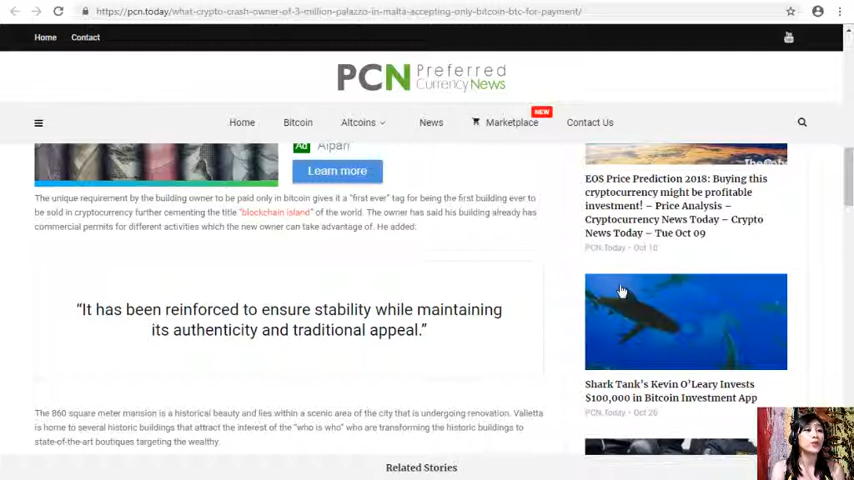 https://pcn.today/what-crypto-crash-owner-of-3-million-palazzo-in-malta-accepting-only-bitcoin-btc-for-payment/
Home Contact
PCN Preferred
CurrencyNews
NEW
Home Bitcoin Altcoins News Marketplace Contact Us
Ad Alpari
Learn more
The unique requirement by the building owner to be paid only in bitcoin gives it a “first ever” tag for being the first building ever to
be sold in cryptocurrency further cementing the title “blockchain island” of the world. The owner has said his building already has
commercial permits for different activities which the new owner can take advantage of. He added:
“It has been reinforced to ensure stability while maintaining
its authenticity and traditional appeal.”
The 860 square meter mansion is a historical beauty and lies within a scenic area of the city that is undergoing renovation. Valletta
is home to several historic buildings that attract the interest of the “who is who” who are transforming the historic buildings to
state-of-the-art boutiques targeting the wealthy.
EOS Price Prediction 2018: Buying this
cryptocurrency might be profitable
investment! – Price Analysis –
Cryptocurrency News Today – Crypto
News Today – Tue Oct 09
PCN.Today - Oct 10
Shark Tank's Kevin O'Leary Invests
$100,000 in Bitcoin Investment App
PCN.Today - Oct 26
Related Stories